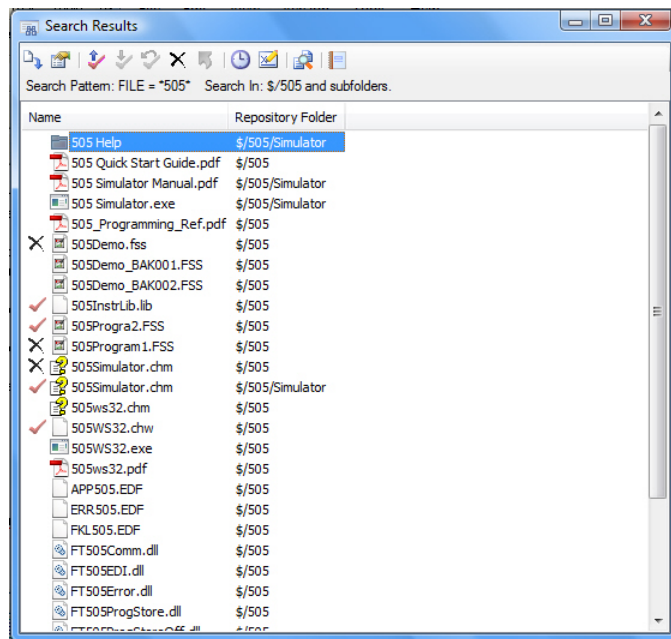 Search Results
Search Pattern: FILE = *505* Search In: $/505 and subfolders.
Name Repository Folder
505 Help $/505/Simulator
505 Quick Start Guide.pdf $/505
505 Simulator Manual.pdf $/505/Simulator
505 Simulator.exe $/505/Simulator
505_Programming_Ref.pdf $/505
505Demo.fss $/505
505Demo_BAK001.FSS $/505
505Demo_BAK002.FSS $/505
505InstrLib.lib $/505
505Progra2.FSS $/505
505Program1.FSS $/505
505Simulator.chm $/505
505Simulator.chm $/505/Simulator
505ws32.chm $/505
505WS32.chw $/505
505WS32.exe $/505
505ws32.pdf $/505
APP505.EDF $/505
ERR505.EDF $/505
FKL505.EDF $/505
FT505Comm.dll $/505
FT505EDI.dll $/505
FT505Error.dll $/505
FT505ProgStore.dll $/505
FT505ProgStoreOff.dll $/505